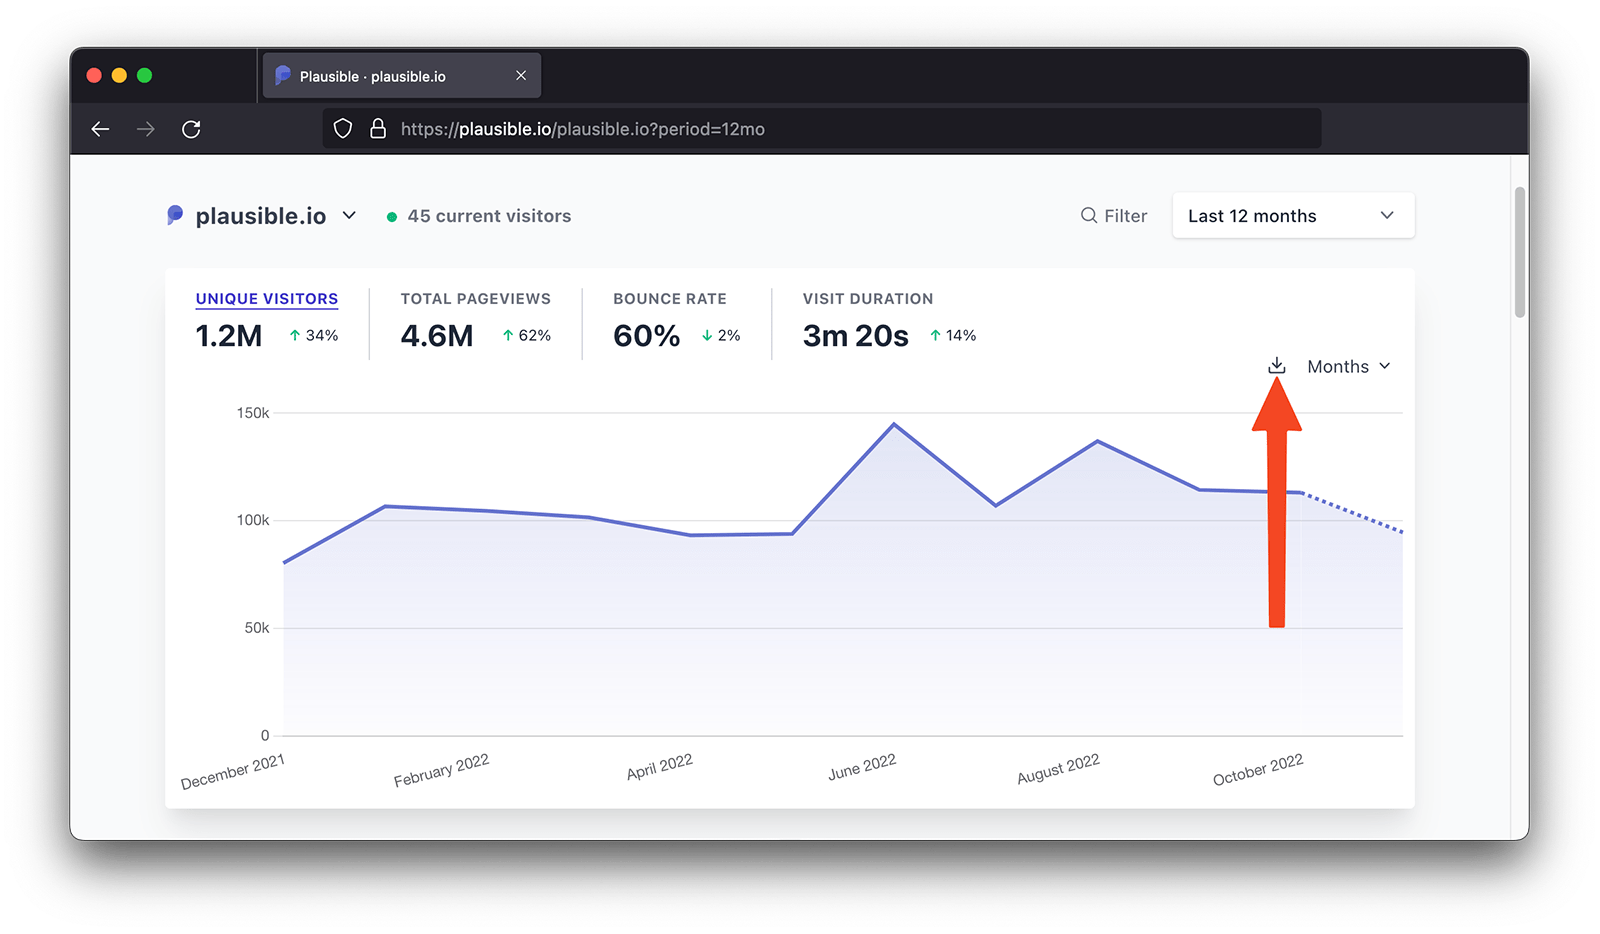 Plausible · plausible.io
https://plausible.io/plausible.io?period=12mo
plausible.io 45 current visitors Filter Last 12 months
UNIQUE VISITORS TOTAL PAGEVIEWS BOUNCE RATE VISIT DURATION
1.2M ↑ 34% 4.6M ↑ 62% 60% ↓ 2% 3m 20s ↑ 14%
Months
150k
100k
50k
0
December 2021 February 2022 April 2022 June 2022 August 2022 October 2022